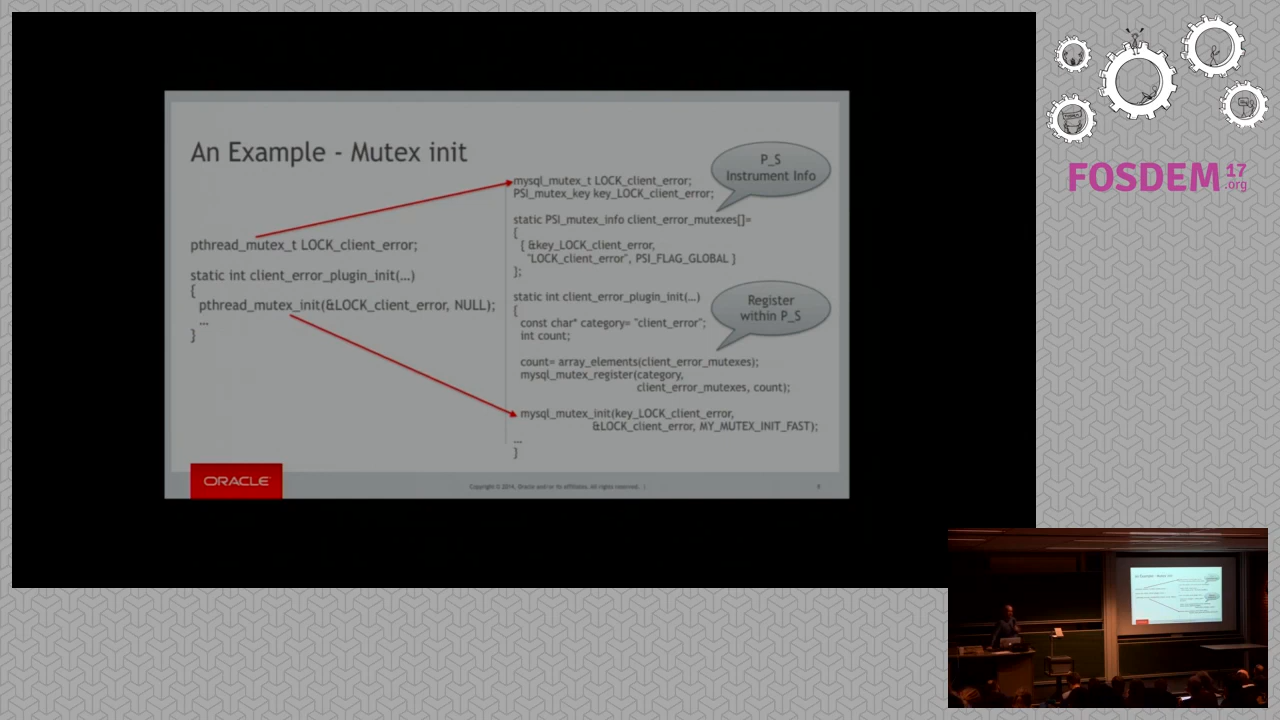 An Example - Mutex init
pthread_mutex_t LOCK_client_error;
static int client_error_plugin_init(...)
{
pthread_mutex_init(&LOCK_client_error, NULL);
...
}
mysql_mutex_t LOCK_client_error;
PSI_mutex_key key_LOCK_client_error;
static PSI_mutex_info client_error_mutexes[]=
{
{ &key_LOCK_client_error,
"LOCK_client_error", PSI_FLAG_GLOBAL }
};
static int client_error_plugin_init(...)
{
const char* category= "client_error";
int count;
count= array_elements(client_error_mutexes);
mysql_mutex_register(category,
client_error_mutexes, count);
mysql_mutex_init(key_LOCK_client_error,
&LOCK_client_error, MY_MUTEX_INIT_FAST);
...
}
P_S
Instrument Info
Register
within P_S
ORACLE
Copyright © 2014, Oracle and/or its affiliates. All rights reserved. |
FOSDEM 17
.org